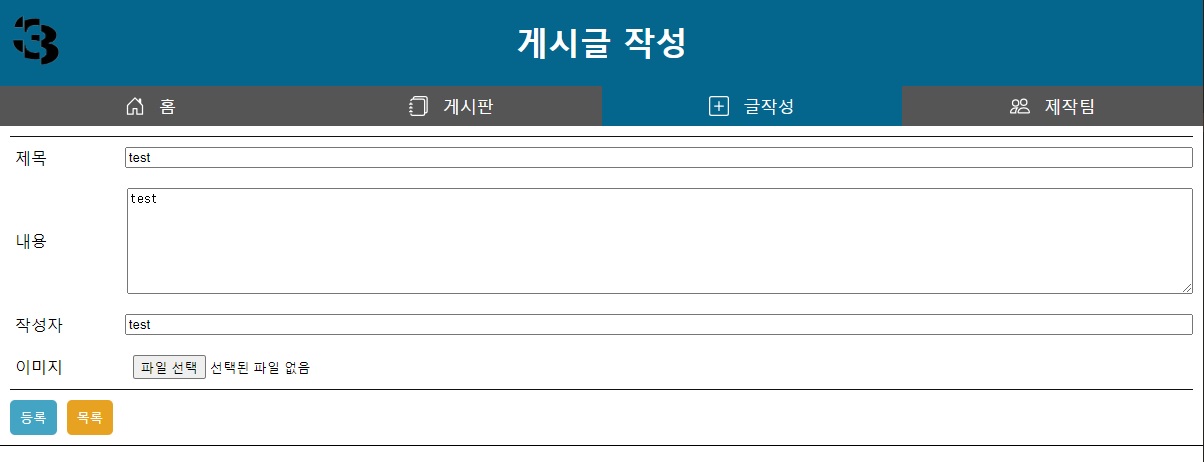 게시글 작성
홈 게시판 글작성 제작팀
제목 test
내용 test
작성자 test
이미지 파일 선택 선택된 파일 없음
등록 목록